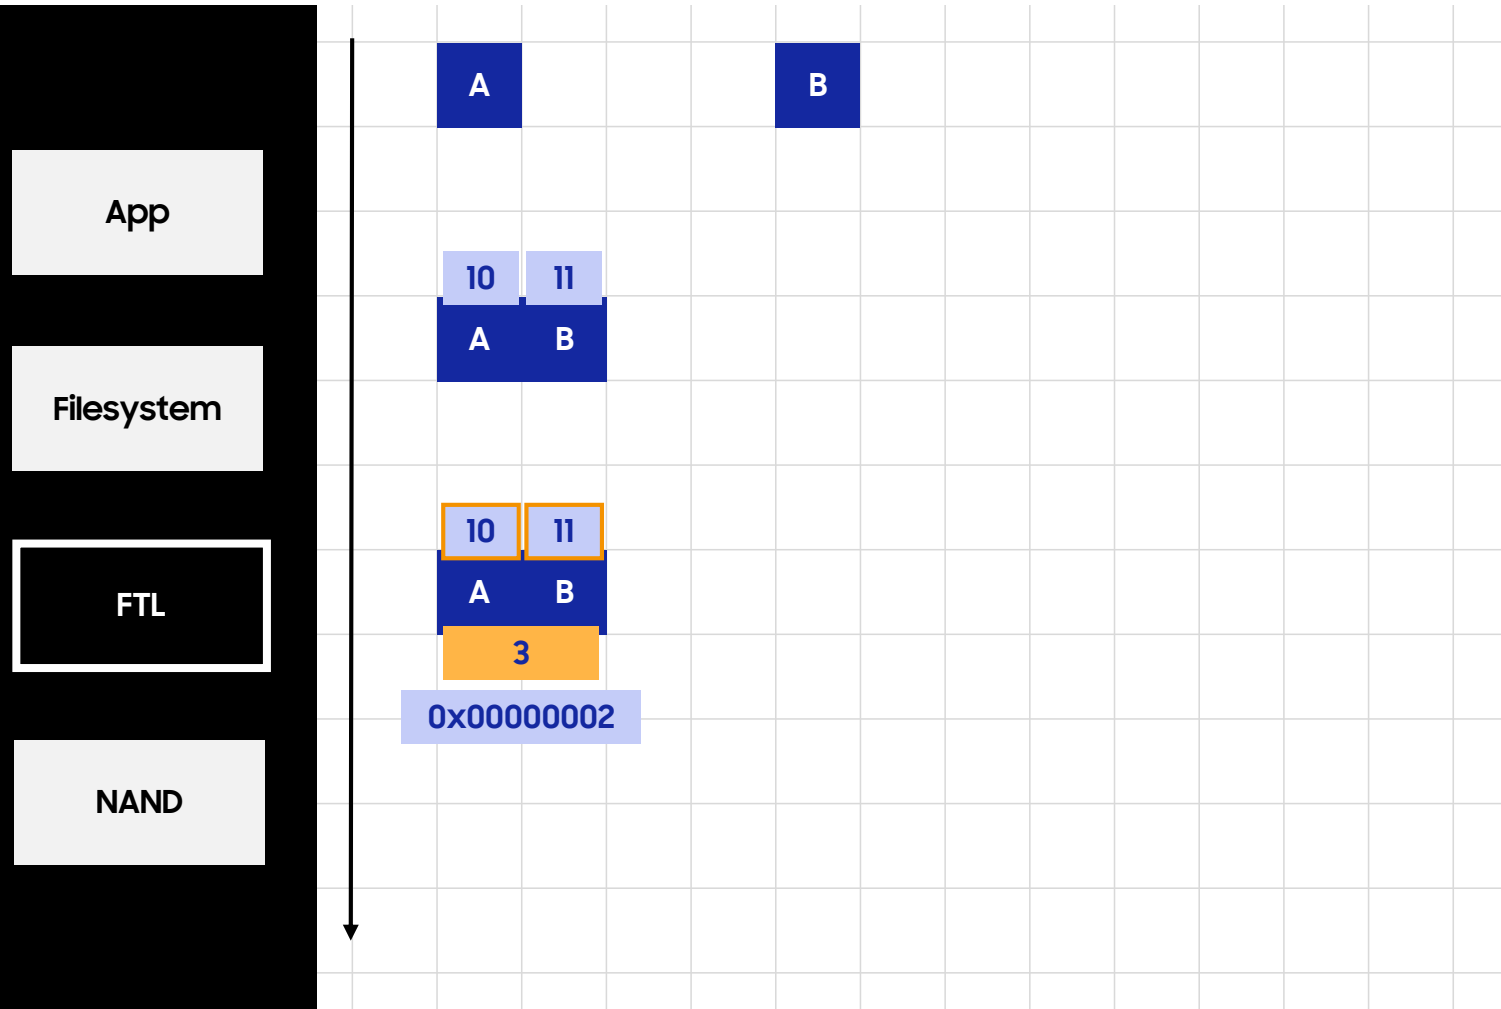 A B
App
10 11
A B
Filesystem
10 11
A B
FTL
3
0x00000002
NAND